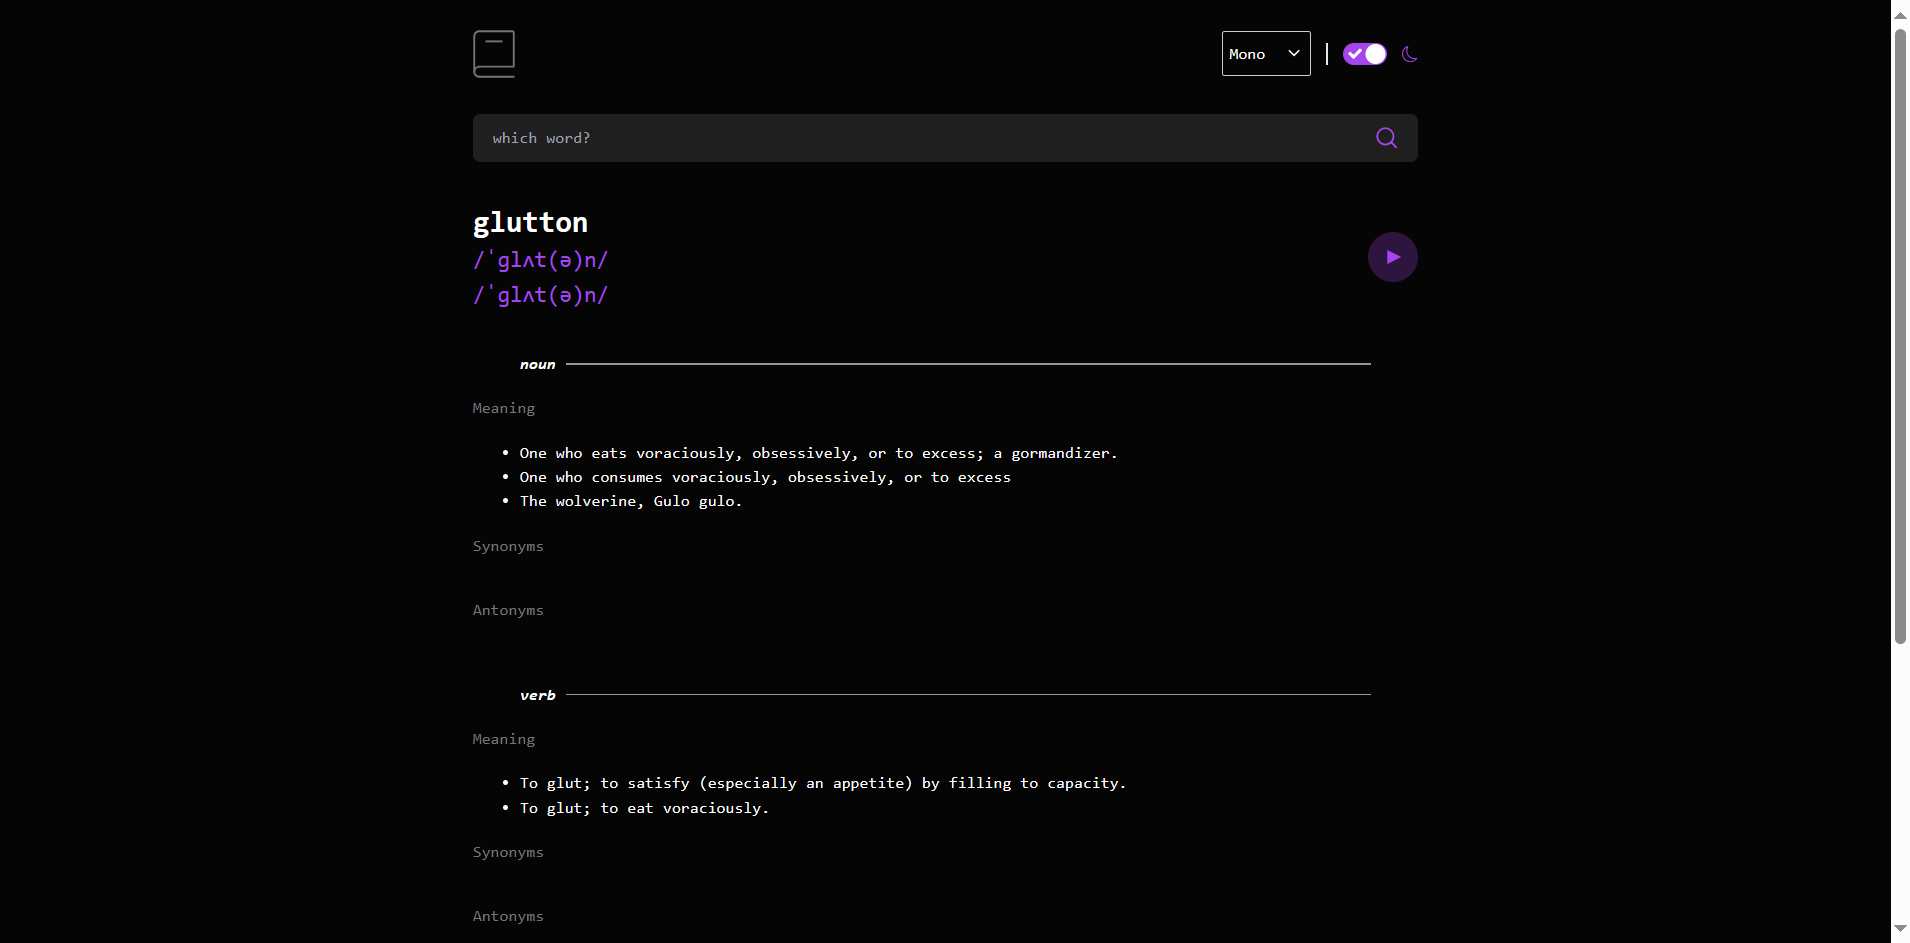 Mono
which word?
glutton
/ˈɡlʌt(ə)n/
/ˈɡlʌt(ə)n/
noun
Meaning
• One who eats voraciously, obsessively, or to excess; a gormandizer.
• One who consumes voraciously, obsessively, or to excess
• The wolverine, Gulo gulo.
Synonyms
Antonyms
verb
Meaning
• To glut; to satisfy (especially an appetite) by filling to capacity.
• To glut; to eat voraciously.
Synonyms
Antonyms